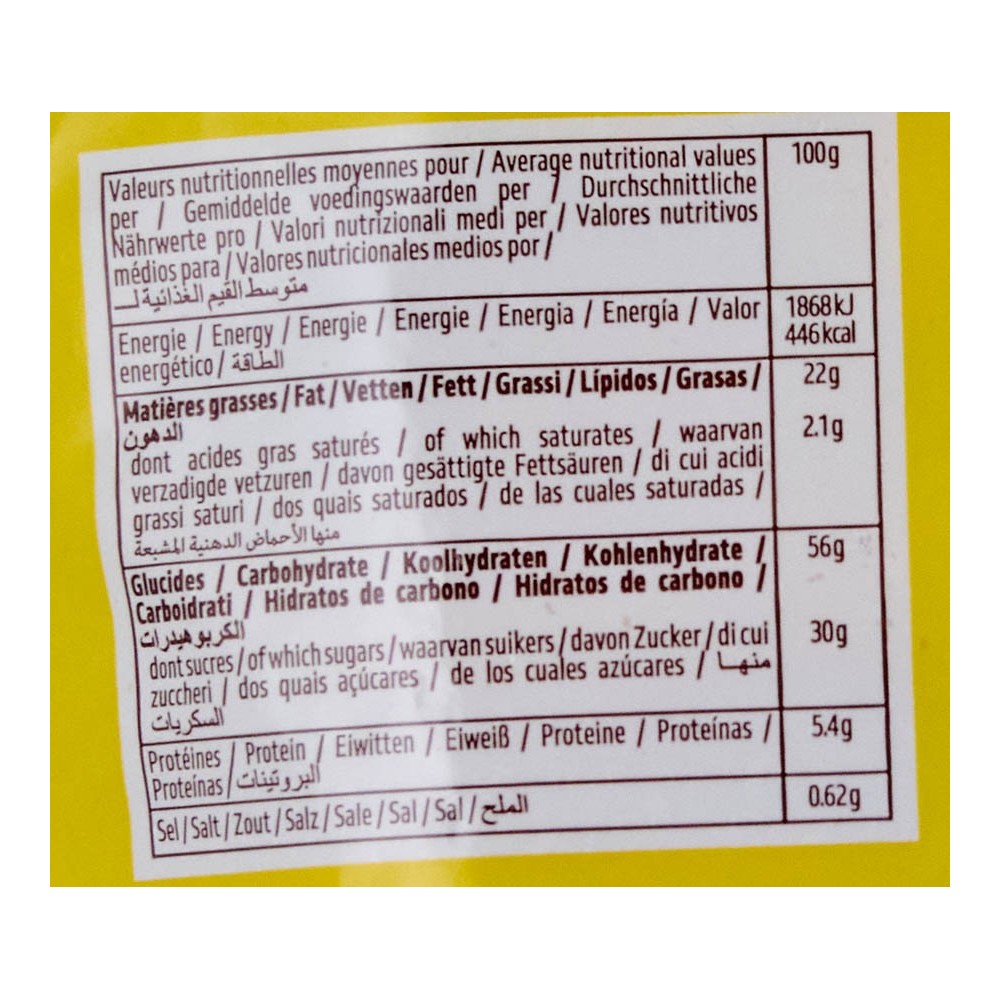 Valeurs nutritionnelles moyennes pour / Average nutritional values 100g
per / Gemiddelde voedingswaarden per / Durchschnittliche
Nährwerte pro / Valori nutrizionali medi per / Valores nutritivos
médios para / Valores nutricionales medios por /
متوسط القيم الغذائية لـ
Energie / Energy / Energie / Energie / Energia / Energía / Valor 1868 kJ
energético / الطاقة 446 kcal
Matières grasses / Fat / Vetten / Fett / Grassi / Lípidos / Grasas / 22g
الدهون
dont acides gras saturés / of which saturates / waarvan 2.1g
verzadigde vetzuren / davon gesättigte Fettsäuren / di cui acidi
grassi saturi / dos quais saturados / de las cuales saturadas /
منها الأحماض الدهنية المشبعة
Glucides / Carbohydrate / Koolhydraten / Kohlenhydrate / 56g
Carboidrati / Hidratos de carbono / Hidratos de carbono /
الكربوهيدرات
dont sucres / of which sugars / waarvan suikers / davon Zucker / di cui 30g
zuccheri / dos quais açúcares / de los cuales azúcares / منهـا
السكريات
Protéines / Protein / Eiwitten / Eiweiß / Proteine / Proteínas / 5.4g
Proteínas / البروتينات
Sel / Salt / Zout / Salz / Sale / Sal / Sal / الملح 0.62g